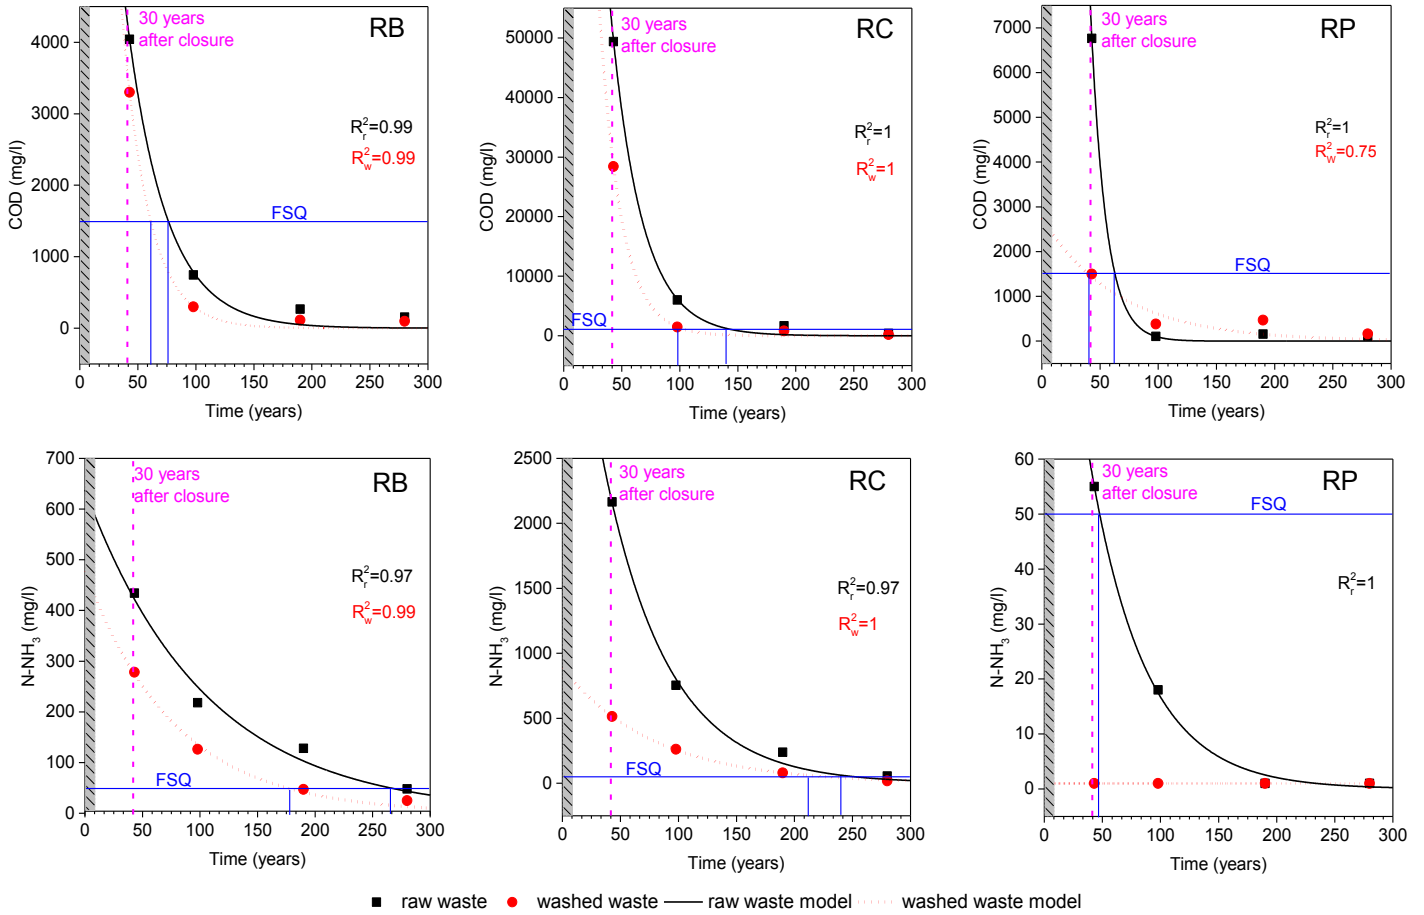 RB
30 years
after closure
4000
3000
2000
1000
0
COD (mg/l)
R²r=0.99
R²w=0.99
FSQ
0 50 100 150 200 250 300
Time (years)
RC
30 years
after closure
50000
40000
30000
20000
10000
0
COD (mg/l)
R²r=1
R²w=1
FSQ
0 50 100 150 200 250 300
Time (years)
RP
30 years
after closure
7000
6000
5000
4000
3000
2000
1000
0
COD (mg/l)
R²r=1
R²W=0.75
FSQ
0 50 100 150 200 250 300
Time (years)
RB
30 years
after closure
700
600
500
400
300
200
100
0
N-NH₃ (mg/l)
R²r=0.97
R²w=0.99
FSQ
0 50 100 150 200 250 300
Time (years)
RC
30 years
after closure
2500
2000
1500
1000
500
0
N-NH₃ (mg/l)
R²r=0.97
R²w=1
FSQ
0 50 100 150 200 250 300
Time (years)
RP
30 years
after closure
60
50
40
30
20
10
0
N-NH₃ (mg/l)
R²r=1
FSQ
0 50 100 150 200 250 300
Time (years)
raw waste washed waste raw waste model washed waste model